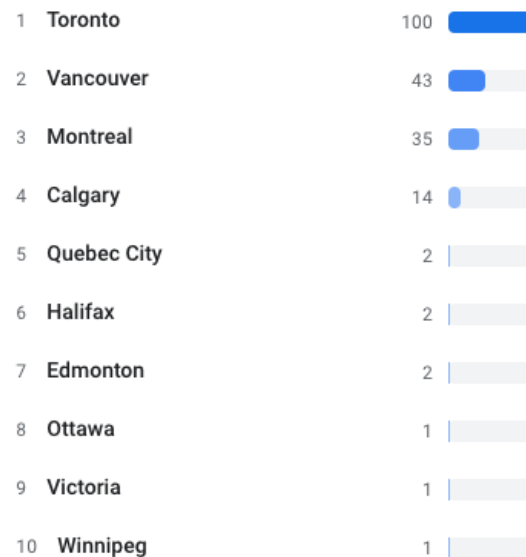 1 Toronto 100
2 Vancouver 43
3 Montreal 35
4 Calgary 14
5 Quebec City 2
6 Halifax 2
7 Edmonton 2
8 Ottawa 1
9 Victoria 1
10 Winnipeg 1